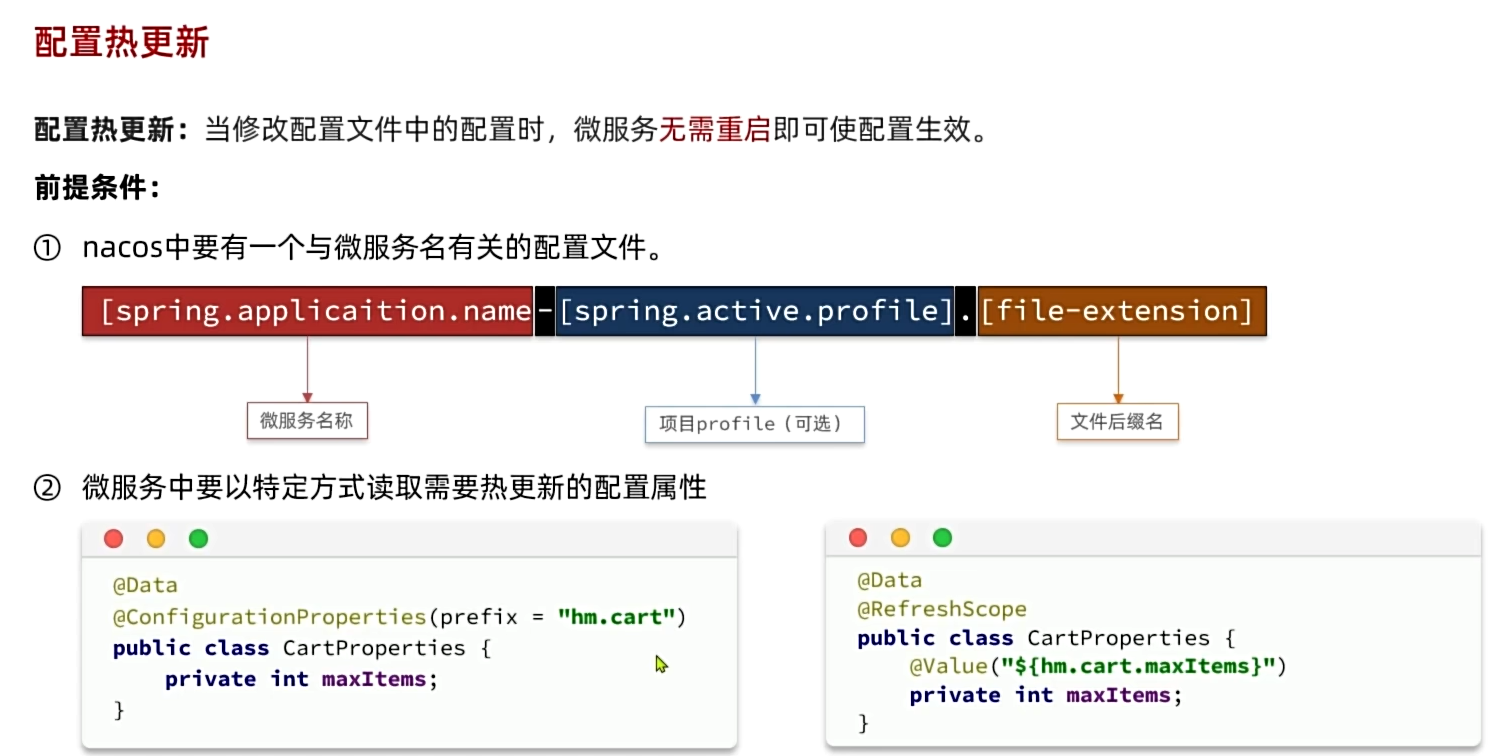 配置热更新
配置热更新：当修改配置文件中的配置时，微服务无需重启即可使配置生效。
前提条件：
① nacos中要有一个与微服务名有关的配置文件。
[spring.applicaition.name-[spring.active.profile].[file-extension]
微服务名称
项目profile（可选）
文件后缀名
② 微服务中要以特定方式读取需要热更新的配置属性
@Data
@ConfigurationProperties(prefix = "hm.cart")
public class CartProperties {
private int maxItems;
}
@Data
@RefreshScope
public class CartProperties {
@Value("${hm.cart.maxItems}")
private int maxItems;
}